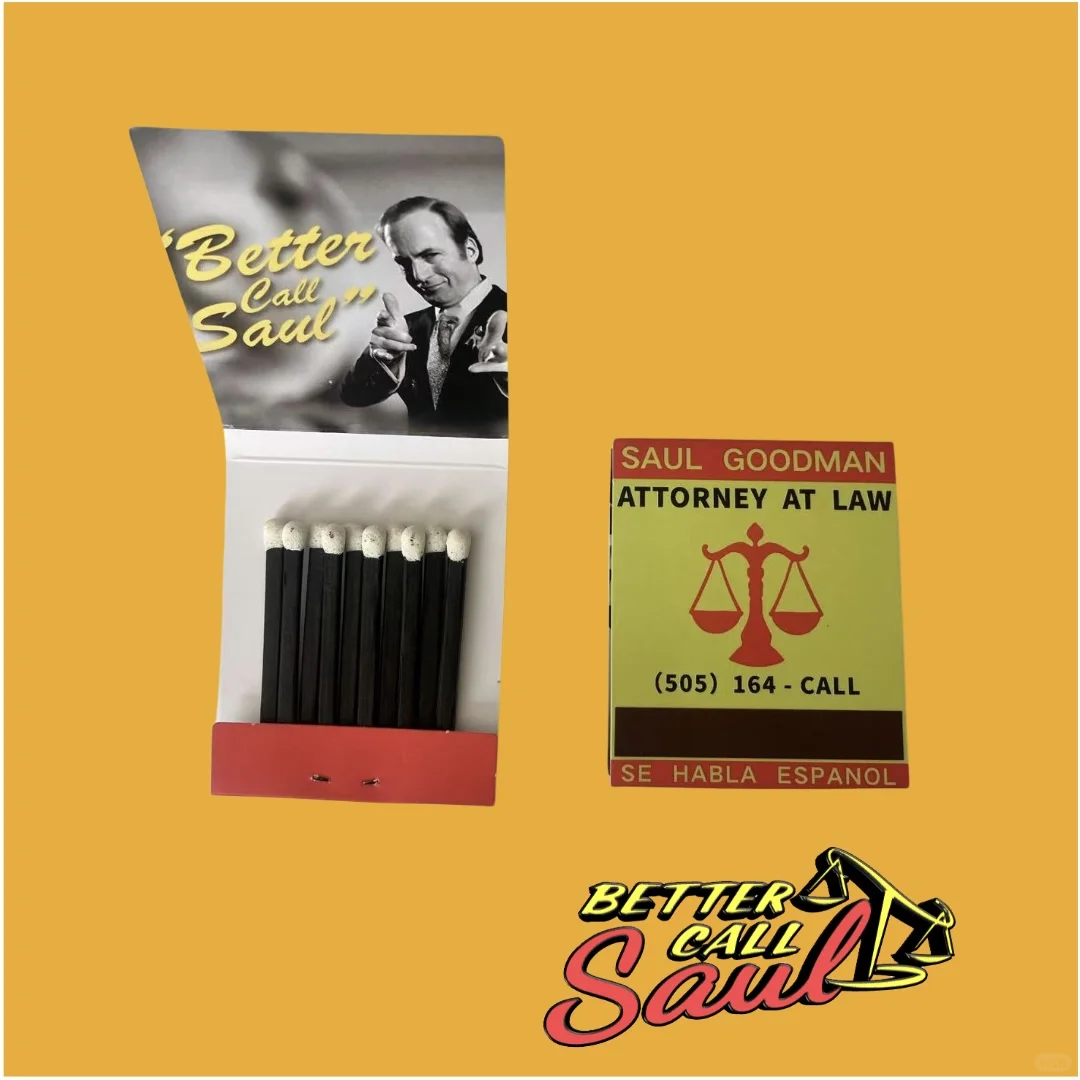 “Better
Call
Saul”
SAUL GOODMAN
ATTORNEY AT LAW
(505) 164 - CALL
SE HABLA ESPANOL
BETTER
CALL
Saul